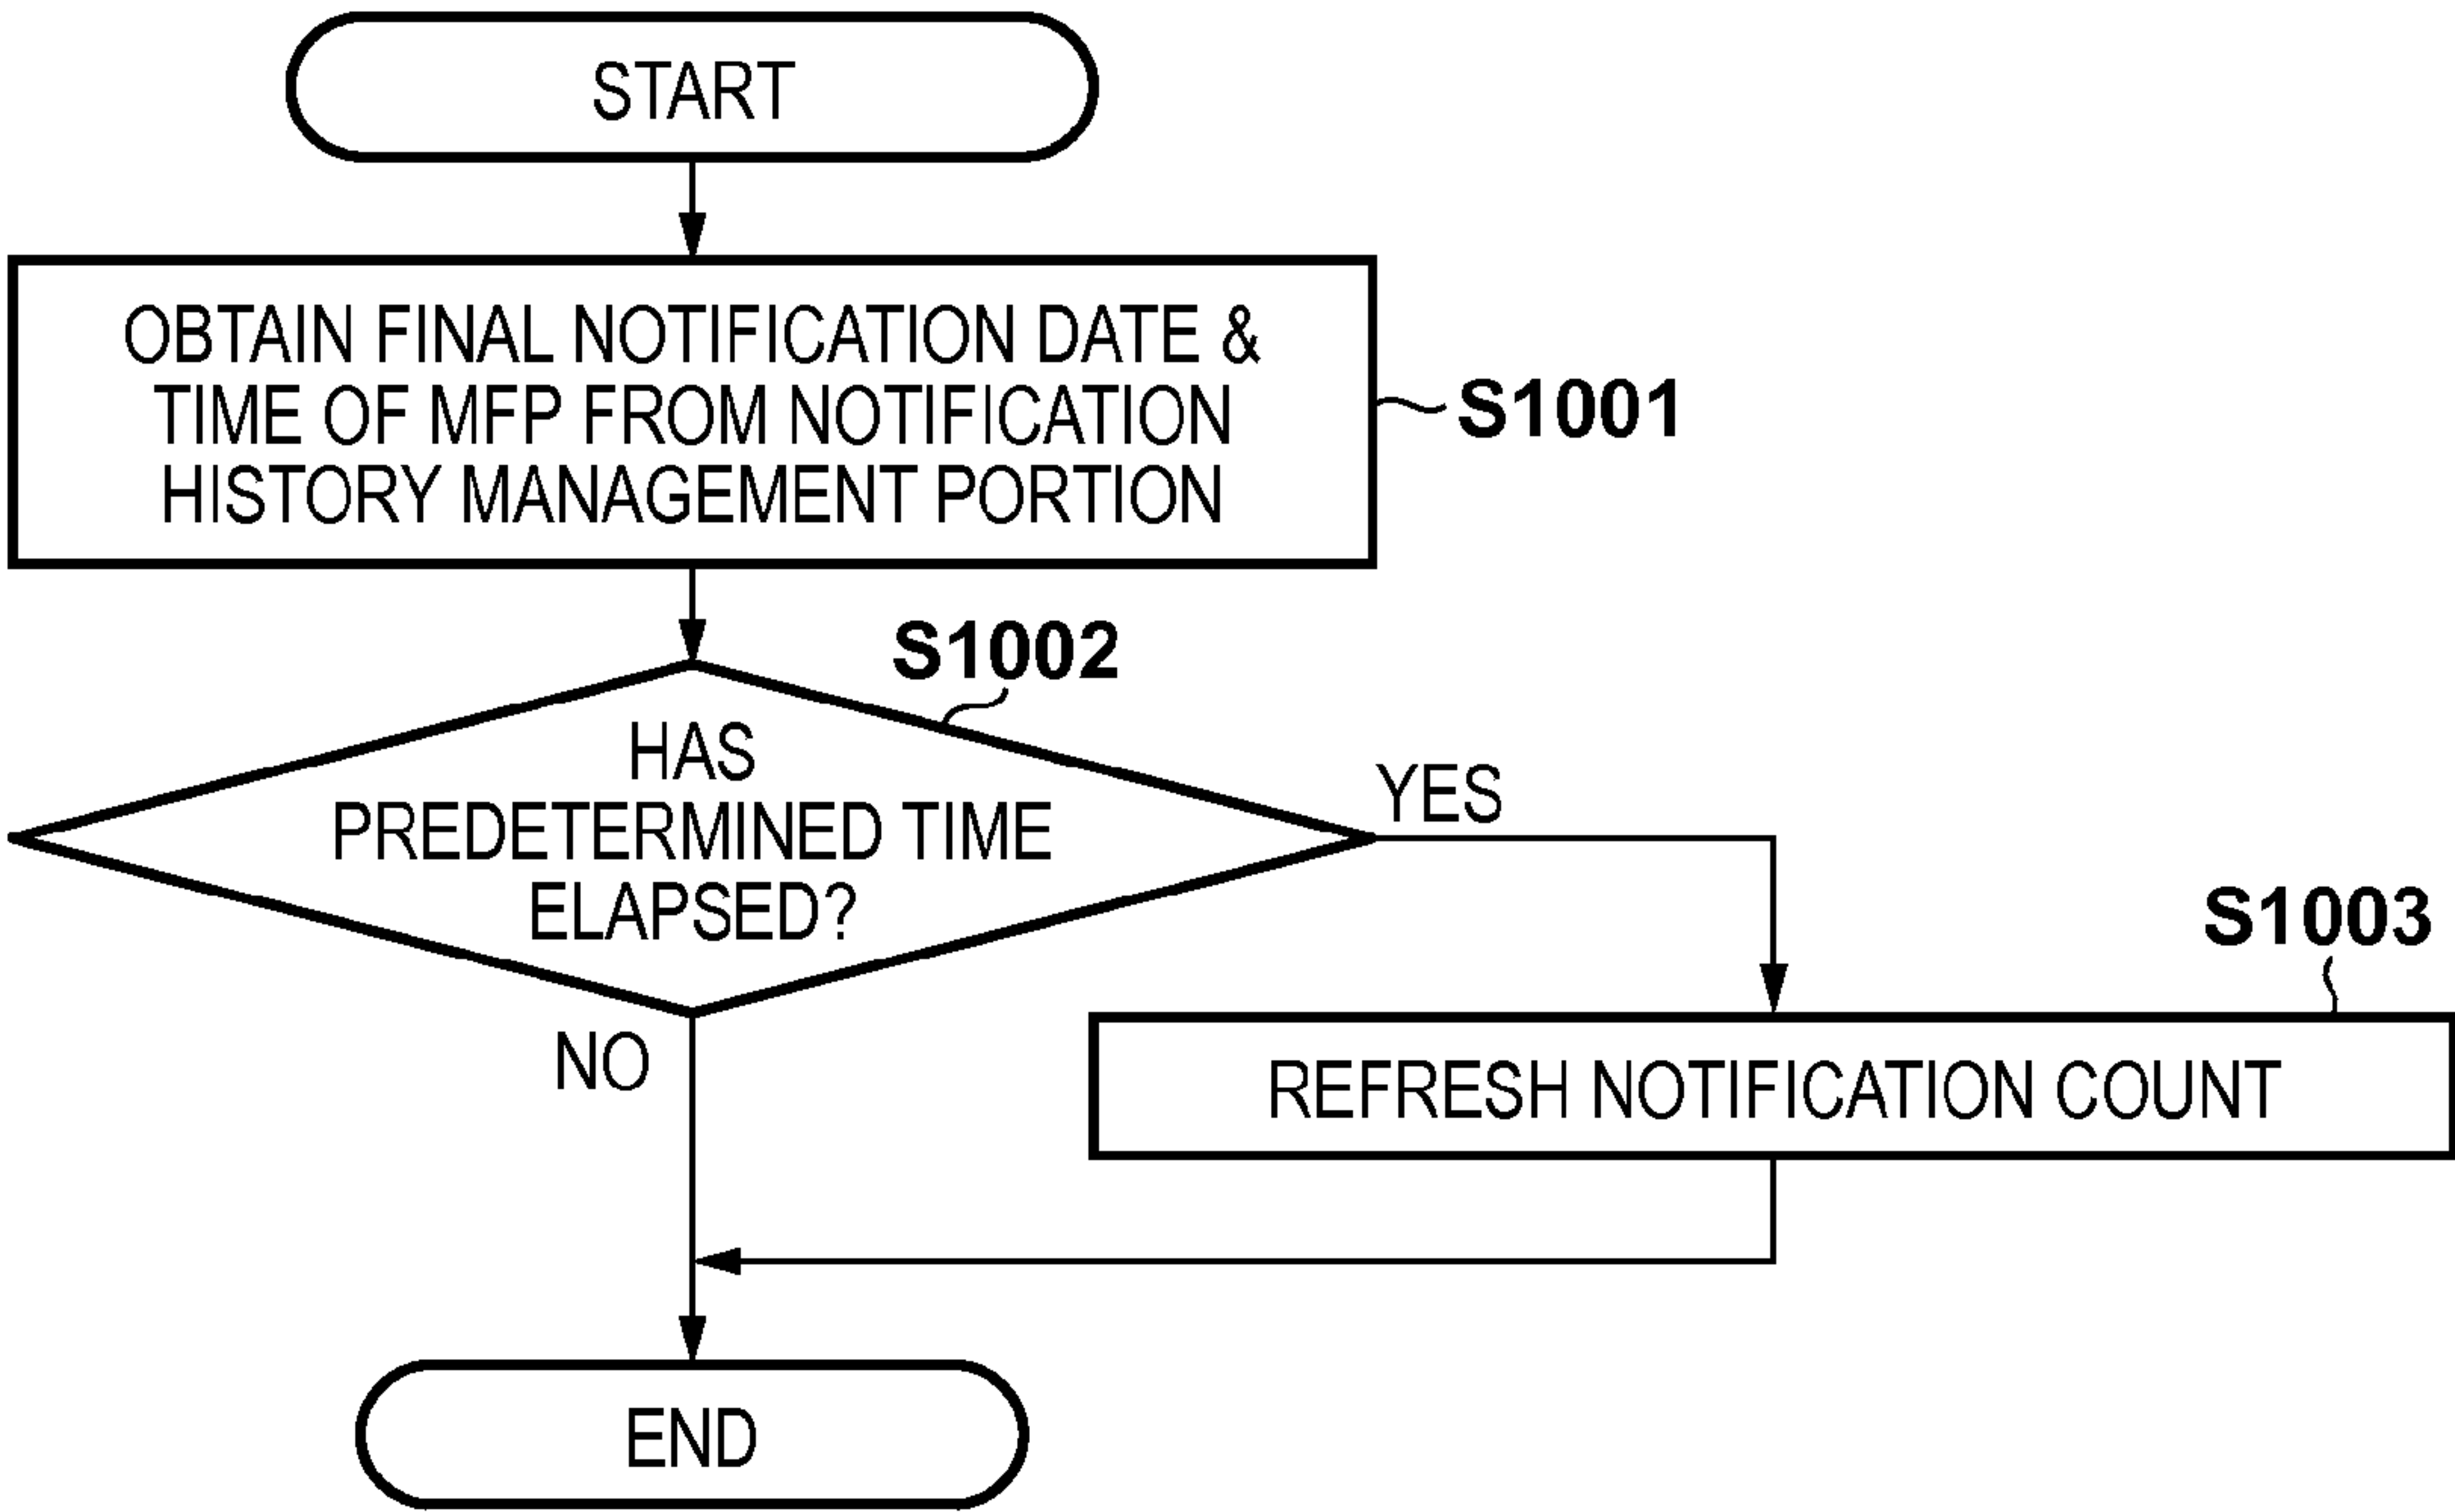 START
OBTAIN FINAL NOTIFICATION DATE &
TIME OF MFP FROM NOTIFICATION
HISTORY MANAGEMENT PORTION
S1001
S1002
HAS
PREDETERMINED TIME
ELAPSED?
YES
S1003
NO
REFRESH NOTIFICATION COUNT
END